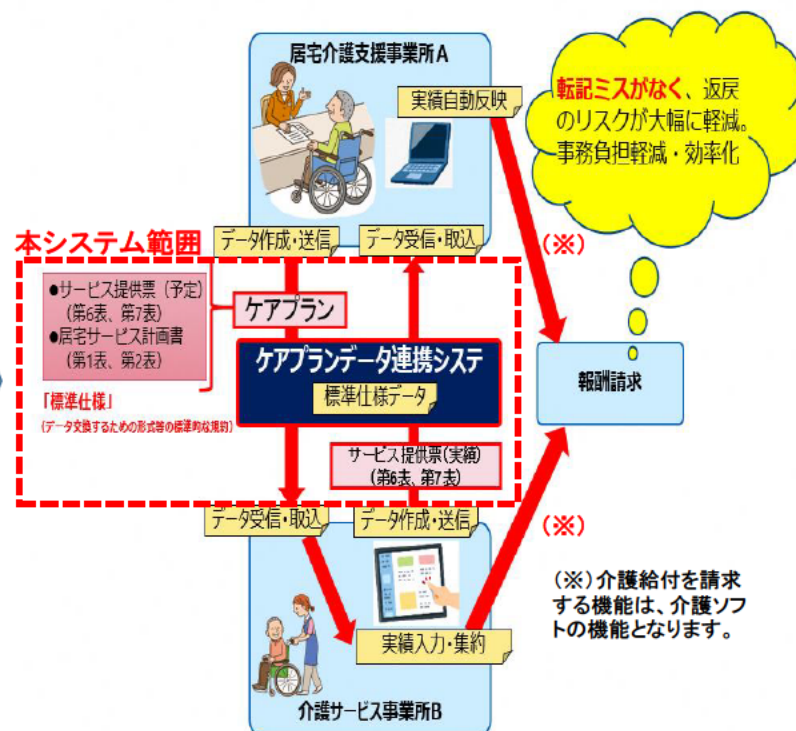 居宅介護支援事業所A
実績自動反映
転記ミスがなく、返戻
のリスクが大幅に軽減。
事務負担軽減・効率化
データ作成・送信
データ受信・取込
本システム範囲
(※)
●サービス提供票(予定)
(第6表、第7表)
●居宅サービス計画書
(第1表、第2表)
ケアプラン
ケアプランデータ連携システ
標準仕様データ
報酬請求
「標準仕様」
(データ交換するための形式等の標準的な規約)
サービス提供票(実績)
(第6表、第7表)
データ受信・取込
データ作成・送信
(※)
(※)介護給付を請求
する機能は、介護ソフ
トの機能となります。
実績入力・集約
介護サービス事業所B